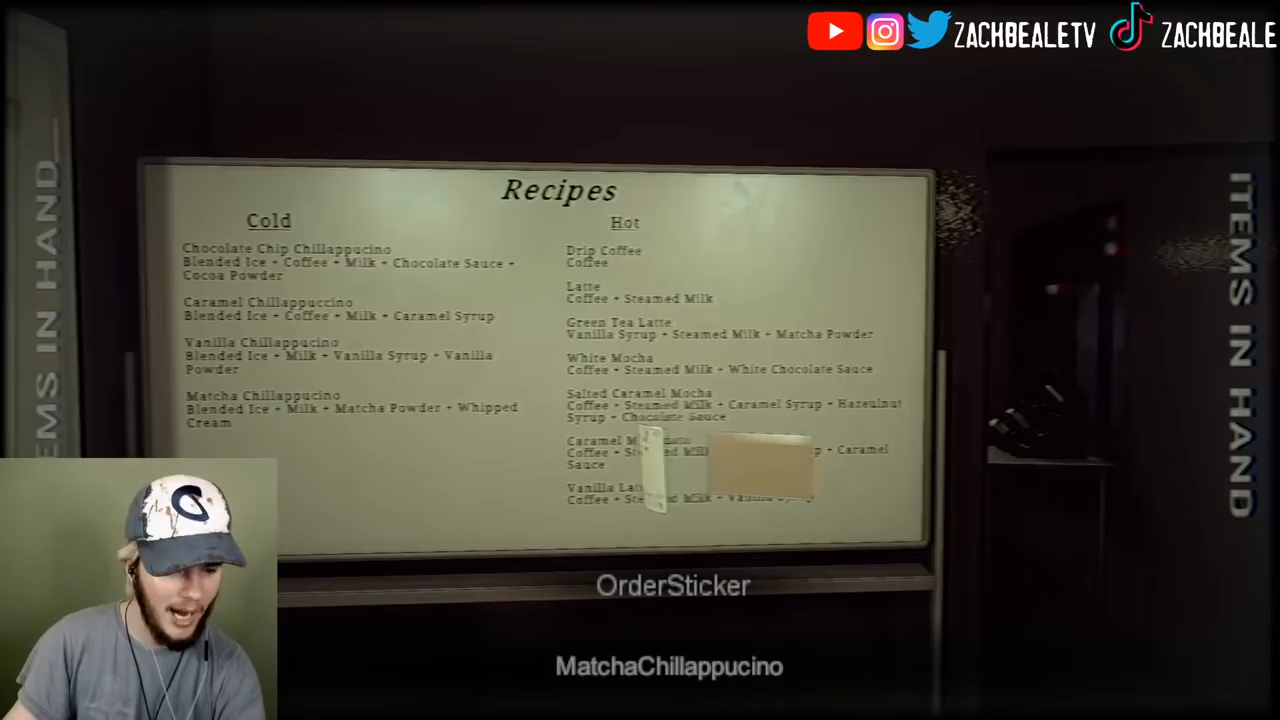 ZACHBEALETV ZACHBEALE
Recipes
Cold
Chocolate Chip Chillappucino
Blended Ice + Coffee + Milk + Chocolate Sauce +
Cocoa Powder
Caramel Chillappuccino
Blended Ice + Coffee + Milk + Caramel Syrup
Vanilla Chillappucino
Blended Ice + Milk + Vanilla Syrup + Vanilla
Powder
Matcha Chillappucino
Blended Ice + Milk + Matcha Powder + Whipped
Cream
Hot
Drip Coffee
Coffee
Latte
Coffee + Steamed Milk
Green Tea Latte
Vanilla Syrup + Steamed Milk + Matcha Powder
White Mocha
Coffee + Steamed Milk + White Chocolate Sauce
Salted Caramel Mocha
Coffee + Steamed Milk + Caramel Syrup + Hazelnut
Syrup + Chocolate Sauce
Caramel
Coffee + Milk + Caramel
Sauce
Vanilla
Coffee + Milk + Vanilla
EMS IN HAND
ITEMS IN HAND
OrderSticker
MatchaChillappucino